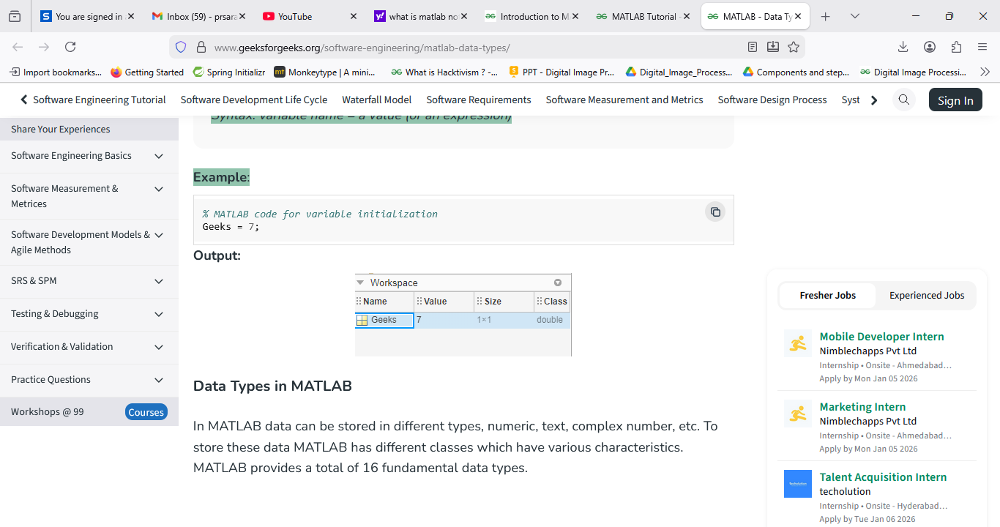 You are signed in
Inbox (59) - prsara
YouTube
what is matlab no
Introduction to M
MATLAB Tutorial -
MATLAB - Data Ty
www.geeksforgeeks.org/software-engineering/matlab-data-types/
Import bookmarks...
Getting Started
Spring Initializr
Monkeytype | A mini...
What is Hacktivism ? -...
PPT - Digital Image Pr...
Digital_Image_Process...
Components and step...
Digital Image Processi...
Software Engineering Tutorial
Software Development Life Cycle
Waterfall Model
Software Requirements
Software Measurement and Metrics
Software Design Process
Syst
Sign In
Share Your Experiences
Software Engineering Basics
Software Measurement &
Metrices
Software Development Models &
Agile Methods
SRS & SPM
Testing & Debugging
Verification & Validation
Practice Questions
Workshops @ 99
Courses
Syntax: Variable name = a value (or an expression)
Example:
% MATLAB code for variable initialization
Geeks = 7;
Output:
Workspace
Name Value Size Class
Geeks 7 1×1 double
Data Types in MATLAB
In MATLAB data can be stored in different types, numeric, text, complex number, etc. To
store these data MATLAB has different classes which have various characteristics.
MATLAB provides a total of 16 fundamental data types.
Fresher Jobs
Experienced Jobs
Mobile Developer Intern
Nimblechapps Pvt Ltd
Internship • Onsite - Ahmedabad...
Apply by Mon Jan 05 2026
Marketing Intern
Nimblechapps Pvt Ltd
Internship • Onsite - Ahmedabad...
Apply by Mon Jan 05 2026
Talent Acquisition Intern
techolution
Internship • Onsite - Hyderabad...
Apply by Tue Jan 06 2026